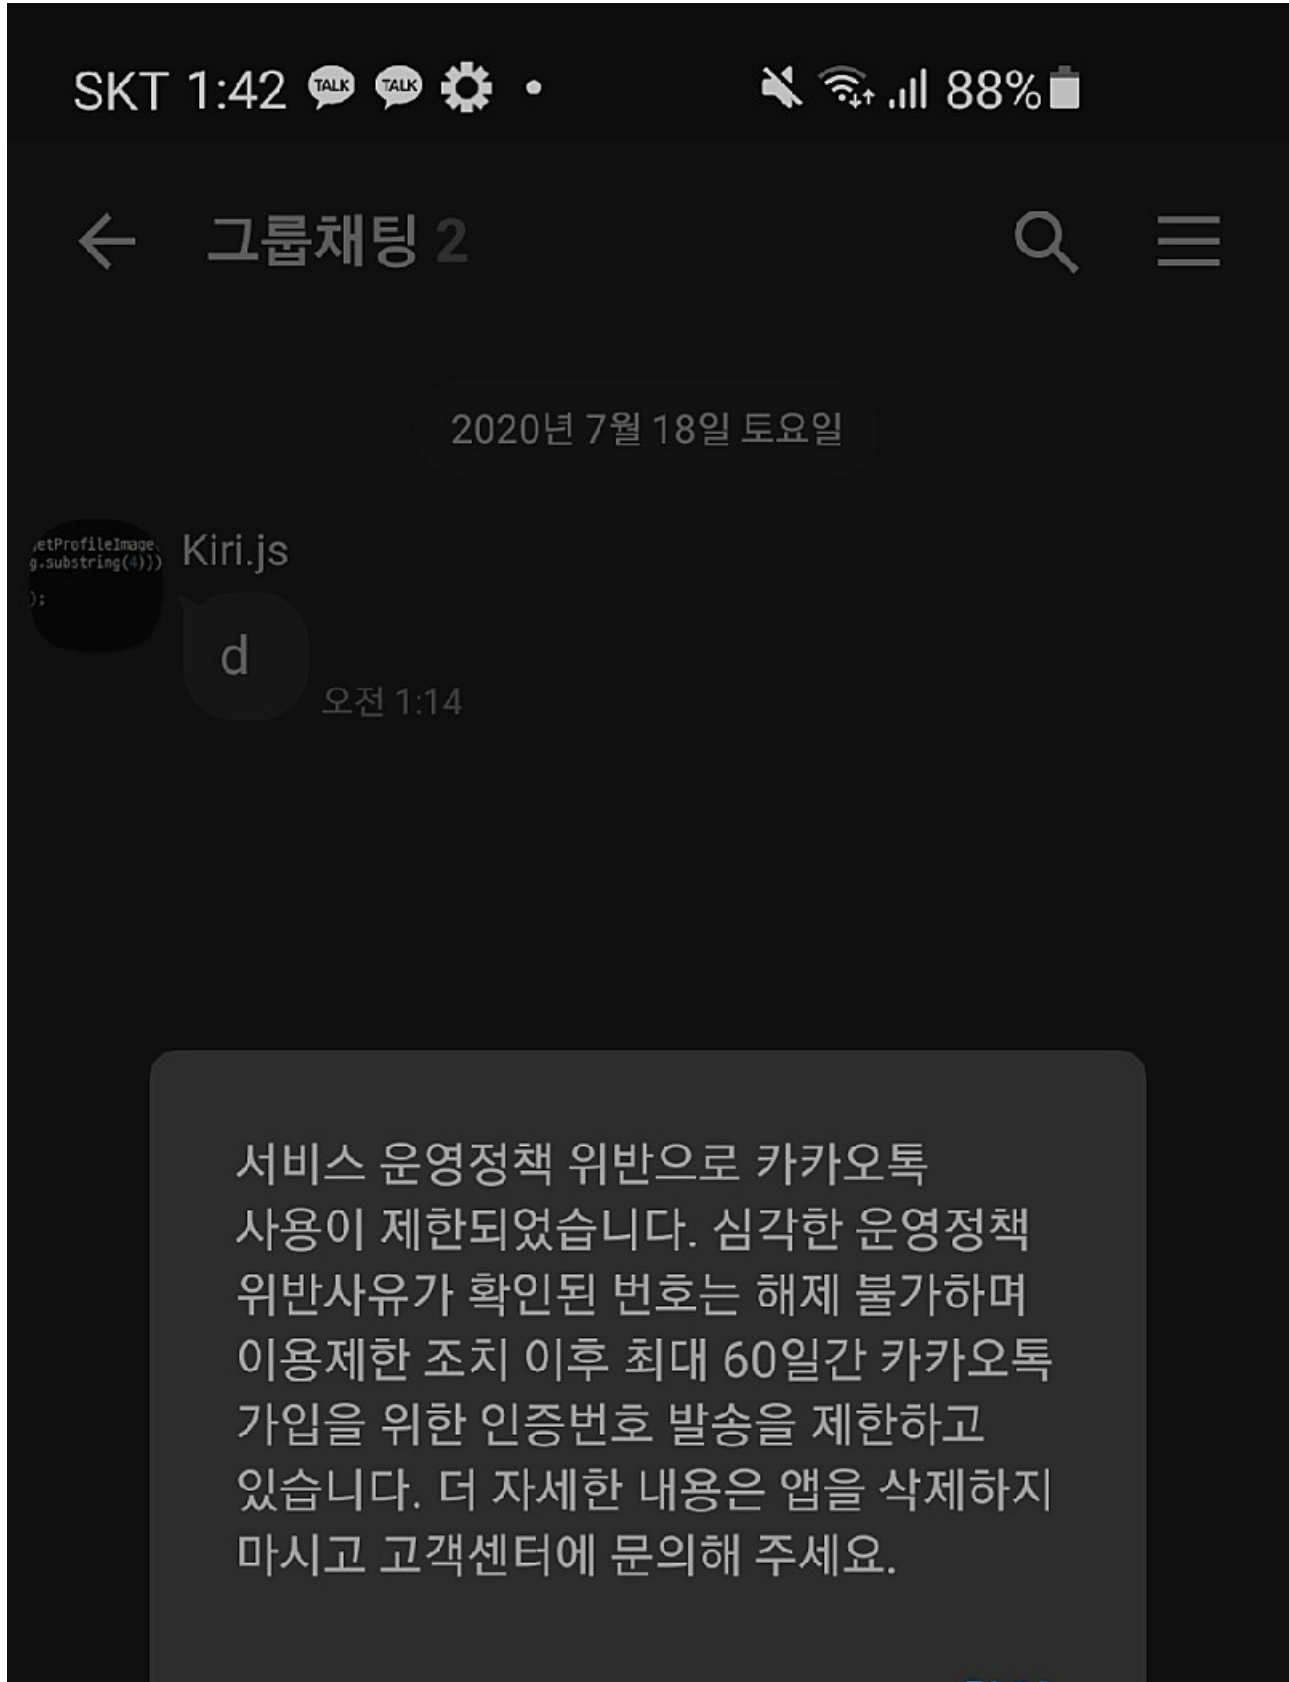 SKT 1:42 TALK TALK 88%
그룹채팅 2
2020년 7월 18일 토요일
etProfileImage
g.substring(4)))
);
Kiri.js
d
오전 1:14
서비스 운영정책 위반으로 카카오톡
사용이 제한되었습니다. 심각한 운영정책
위반사유가 확인된 번호는 해제 불가하며
이용제한 조치 이후 최대 60일간 카카오톡
가입을 위한 인증번호 발송을 제한하고
있습니다. 더 자세한 내용은 앱을 삭제하지
마시고 고객센터에 문의해 주세요.